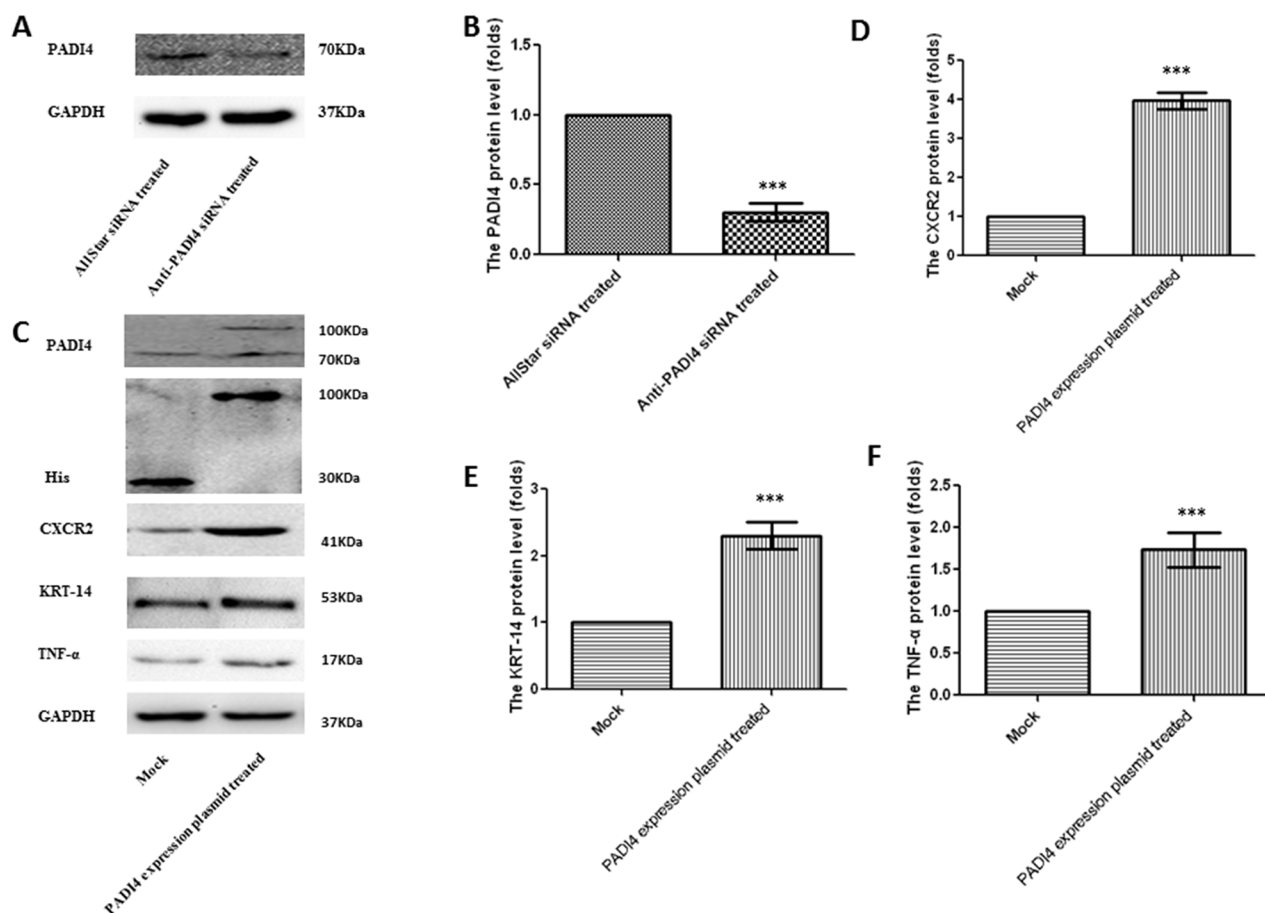 A
PADI4
70KDa
GAPDH
37KDa
AllStar siRNA treated
Anti-PADI4 siRNA treated
B
The PADI4 protein level (folds)
1.5
1.0
0.5
0.0
***
AllStar siRNA treated
Anti-PADI4 siRNA treated
D
The CXCR2 protein level (folds)
5
4
3
2
1
0
***
Mock
PADI4 expression plasmid treated
C
PADI4
100KDa
70KDa
100KDa
His
30KDa
CXCR2
41KDa
KRT-14
53KDa
TNF-α
17KDa
GAPDH
37KDa
Mock
PADI4 expression plasmid treated
E
The KRT-14 protein level (folds)
3
2
1
0
***
Mock
PADI4 expression plasmid treated
F
The TNF-α protein level (folds)
2.5
2.0
1.5
1.0
0.5
0.0
***
Mock
PADI4 expression plasmid treated